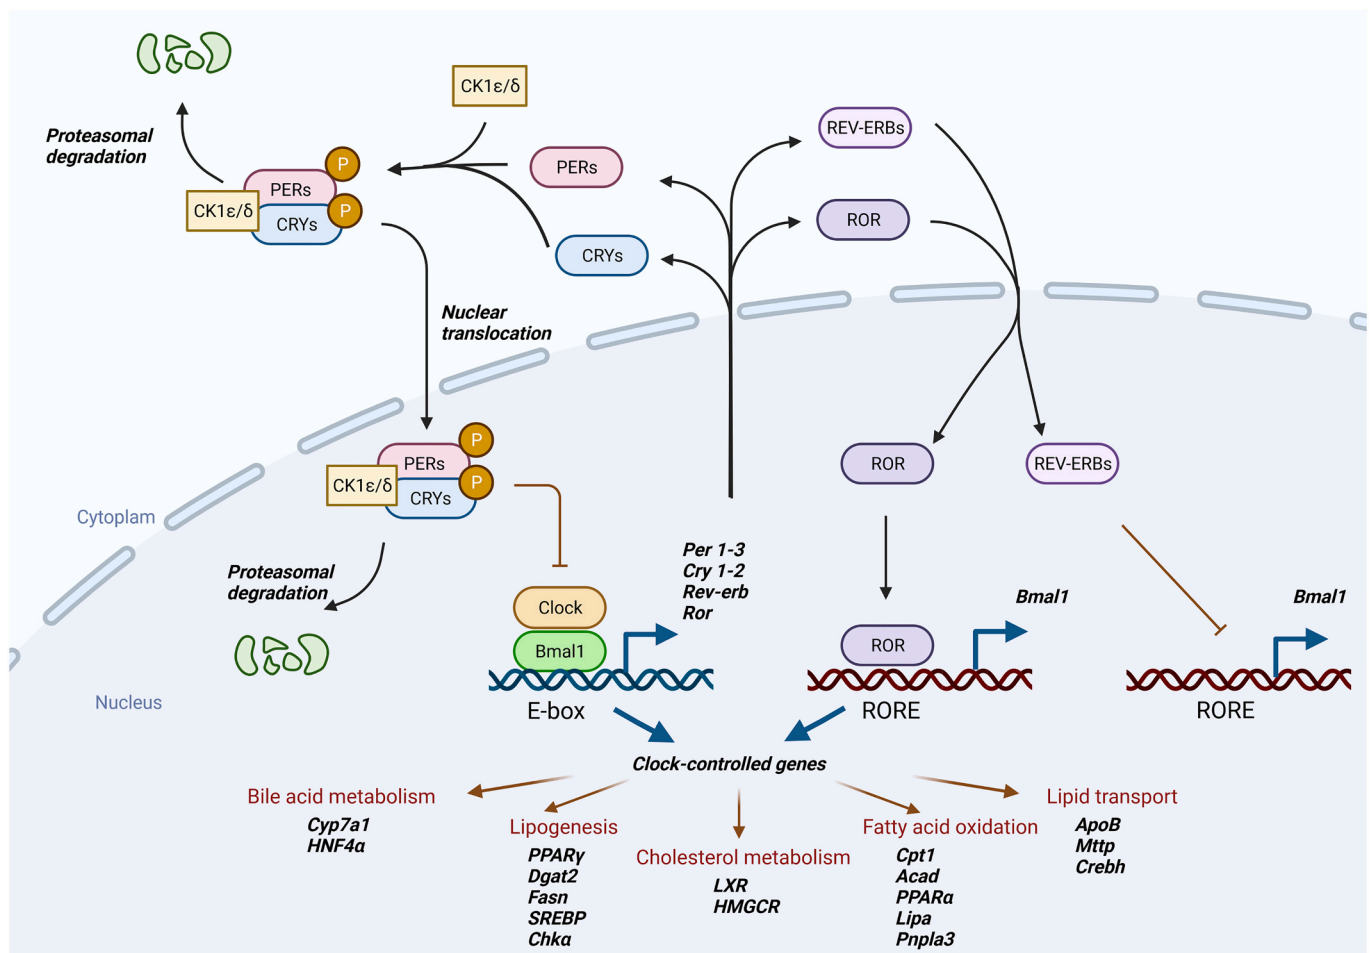 CK1ε/δ
REV-ERBs
Proteasomal
degradation
P
PERs
PERs
CK1ε/δ
P
CRYs
ROR
CRYs
Nuclear
translocation
P
PERs
CK1ε/δ
P
CRYs
ROR
REV-ERBs
Cytoplam
Proteasomal
degradation
Per 1-3
Cry 1-2
Rev-erb
Ror
Clock
Bmal1
Bmal1
Bmal1
ROR
Nucleus
E-box
RORE
RORE
Clock-controlled genes
Bile acid metabolism
Cyp7a1
HNF4α
Lipogenesis
PPARγ
Dgat2
Fasn
SREBP
Chkα
Cholesterol metabolism
LXR
HMGCR
Fatty acid oxidation
Cpt1
Acad
PPARα
Lipa
Pnpla3
Lipid transport
ApoB
Mttp
Crebh